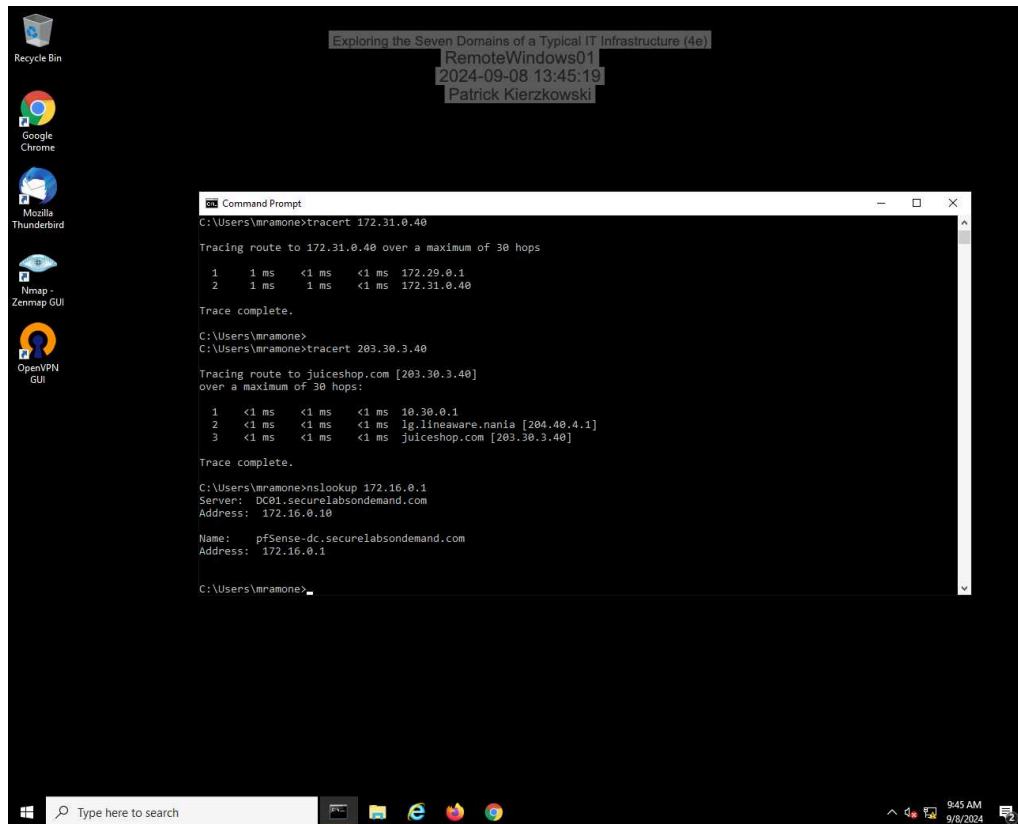 Recycle Bin
Google
Chrome
Mozilla
Thunderbird
Nmap -
Zenmap GUI
OpenVPN
GUI
Exploring the Seven Domains of a Typical IT Infrastructure (4e)
RemoteWindows01
2024-09-08 13:45:19
Patrick Kierzkowski
Command Prompt
C:\Users\mramone>tracert 172.31.0.40
Tracing route to 172.31.0.40 over a maximum of 30 hops
1 1 ms <1 ms <1 ms 172.29.0.1
2 1 ms 1 ms <1 ms 172.31.0.40
Trace complete.
C:\Users\mramone>
C:\Users\mramone>tracert 203.30.3.40
Tracing route to juiceshop.com [203.30.3.40]
over a maximum of 30 hops:
1 <1 ms <1 ms <1 ms 10.30.0.1
2 <1 ms <1 ms <1 ms lg.lineaware.nania [204.40.4.1]
3 <1 ms <1 ms <1 ms juiceshop.com [203.30.3.40]
Trace complete.
C:\Users\mramone>nslookup 172.16.0.1
Server: DC01.securelabsondemand.com
Address: 172.16.0.10
Name: pfSense-dc.securelabsondemand.com
Address: 172.16.0.1
C:\Users\mramone>
Type here to search
9:45 AM
9/8/2024
2